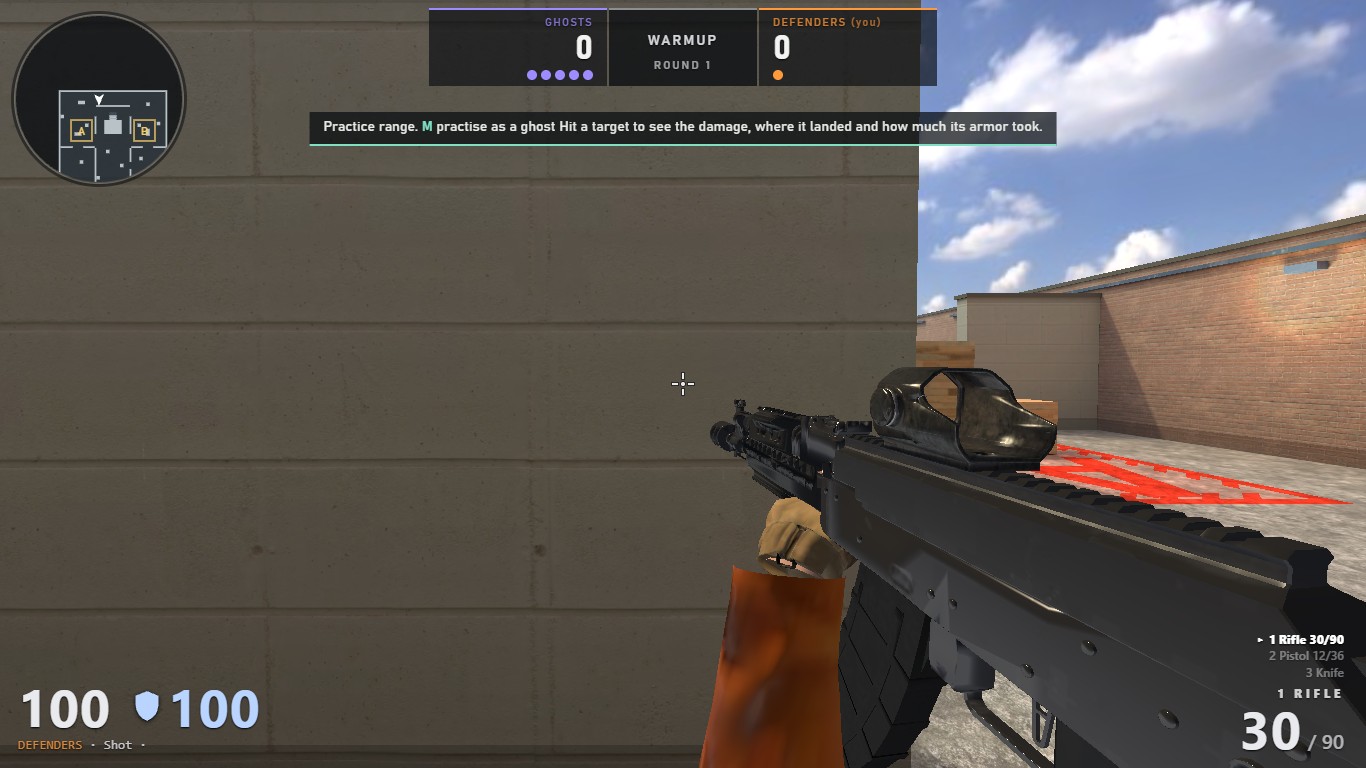 GHOSTS
0
WARMUP
ROUND 1
DEFENDERS (you)
0
A
B
Practice range. M practise as a ghost Hit a target to see the damage, where it landed and how much its armor took.
1 Rifle 30/90
2 Pistol 12/36
3 Knife
1 RIFLE
30 / 90
100 100
DEFENDERS · Shot ·